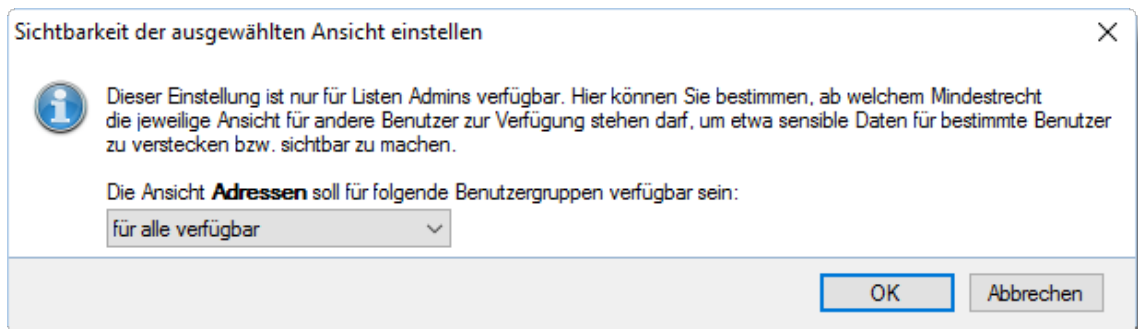 Sichtbarkeit der ausgewählten Ansicht einstellen
Dieser Einstellung ist nur für Listen Admins verfügbar. Hier können Sie bestimmen, ab welchem Mindestrecht
die jeweilige Ansicht für andere Benutzer zur Verfügung stehen darf, um etwa sensible Daten für bestimmte Benutzer
zu verstecken bzw. sichtbar zu machen.
Die Ansicht Adressen soll für folgende Benutzergruppen verfügbar sein:
für alle verfügbar
OK Abbrechen